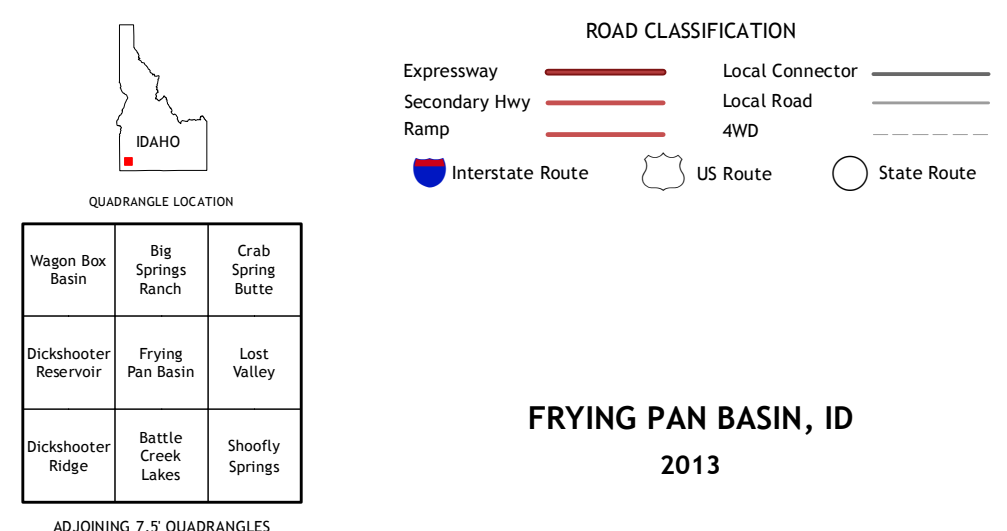 IDAHO
QUADRANGLE LOCATION
ROAD CLASSIFICATION
Expressway
Local Connector
Secondary Hwy
Local Road
Ramp
4WD
Interstate Route
US Route
State Route
Wagon Box
Basin
Big
Springs
Ranch
Crab
Spring
Butte
Dickshooter
Reservoir
Frying
Pan Basin
Lost
Valley
Dickshooter
Ridge
Battle
Creek
Lakes
Shoofly
Springs
ADJOINING 7.5' QUADRANGLES
FRYING PAN BASIN, ID
2013